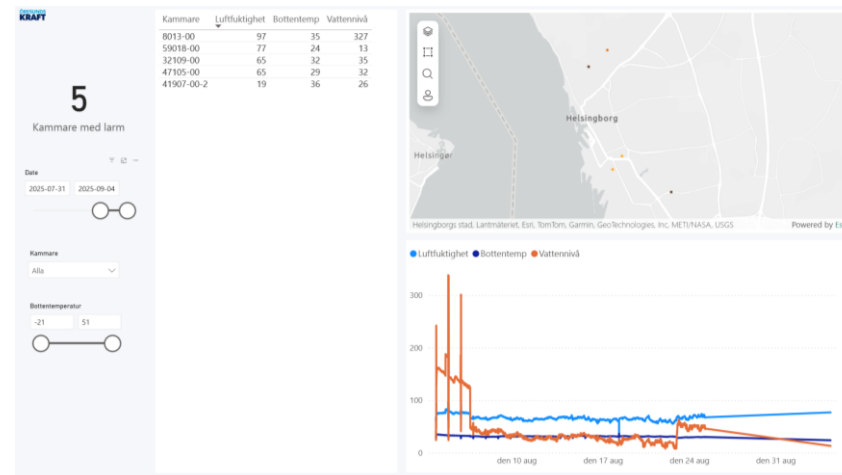 ÖRESUNDS
KRAFT
5
Kammare med larm
Date
2025-07-31 2025-09-04
Kammare
Alla
Bottentemperatur
-21 51
Kammare Luftfuktighet Bottentemp Vattennivå
8013-00 97 35 327
59018-00 77 24 13
32109-00 65 32 35
47105-00 65 29 32
41907-00-2 19 36 26
Helsingborg
Helsingør
Helsingborgs stad, Lantmäteriet, Esri, TomTom, Garmin, GeoTechnologies, Inc, METI/NASA, USGS Powered by Es
Luftfuktighet Bottentemp Vattennivå
300
200
100
0
den 10 aug den 17 aug den 24 aug den 31 aug